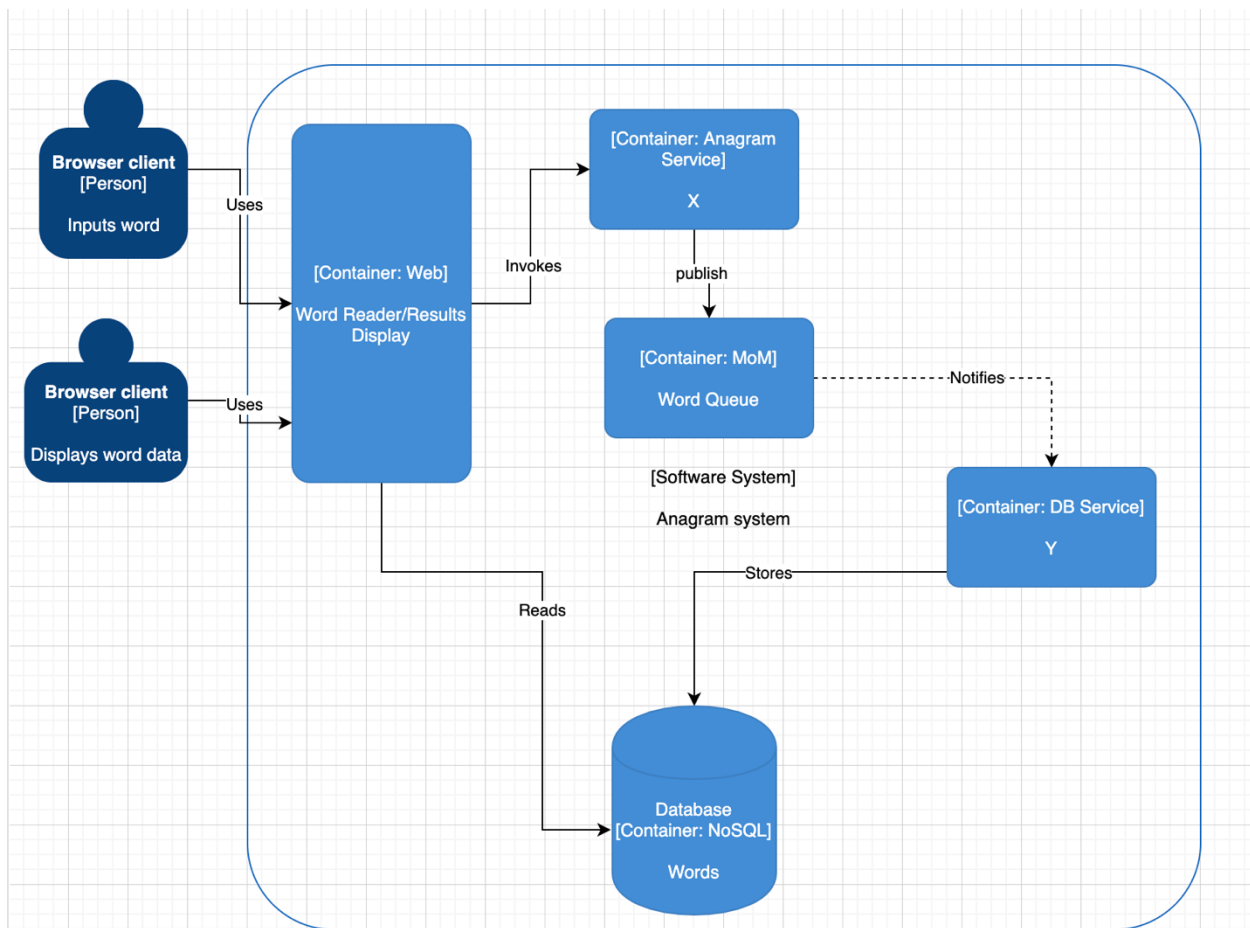 Browser client
[Person]
Inputs word
Uses
Browser client
[Person]
Displays word data
Uses
[Container: Web]
Word Reader/Results
Display
Invokes
[Container: Anagram
Service]
X
publish
[Container: MoM]
Word Queue
Notifies
[Software System]
Anagram system
[Container: DB Service]
Y
Stores
Reads
Database
[Container: NoSQL]
Words